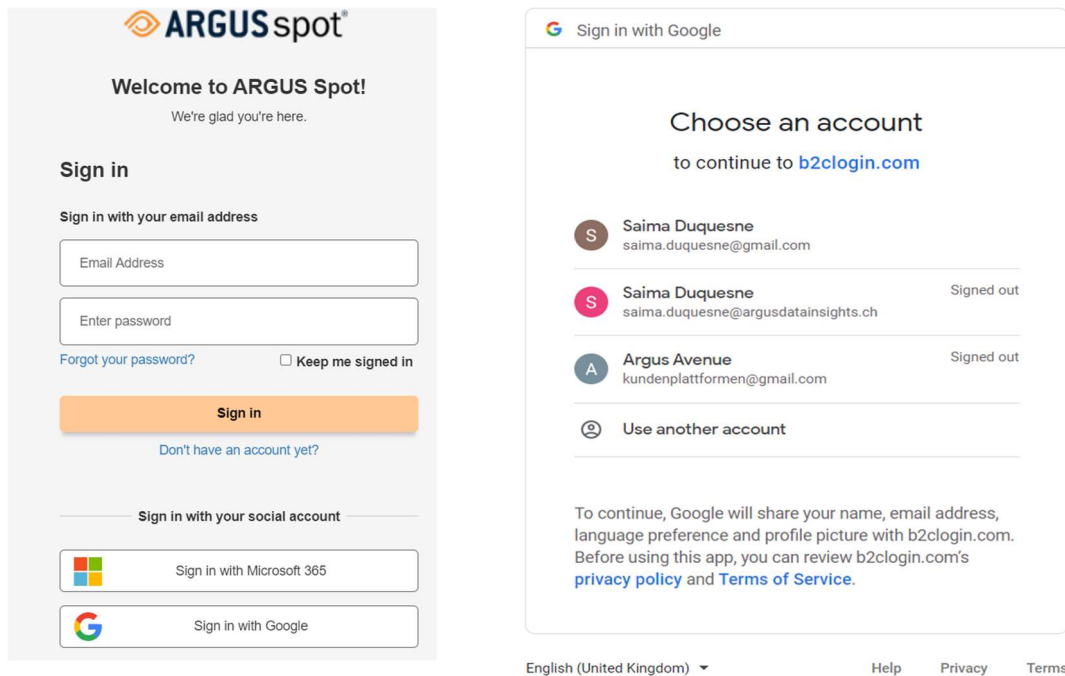 ARGUS spot®
Welcome to ARGUS Spot!
We're glad you're here.
Sign in
Sign in with your email address
Email Address
Enter password
Forgot your password?
Keep me signed in
Sign in
Don't have an account yet?
Sign in with your social account
Sign in with Microsoft 365
Sign in with Google
Sign in with Google
Choose an account
to continue to b2clogin.com
S
Saima Duquesne
saima.duquesne@gmail.com
S
Saima Duquesne
Signed out
saima.duquesne@argusdatainsights.ch
A
Argus Avenue
Signed out
kundenplattformen@gmail.com
Use another account
To continue, Google will share your name, email address,
language preference and profile picture with b2clogin.com.
Before using this app, you can review b2clogin.com's
privacy policy and Terms of Service.
English (United Kingdom)
Help
Privacy
Terms